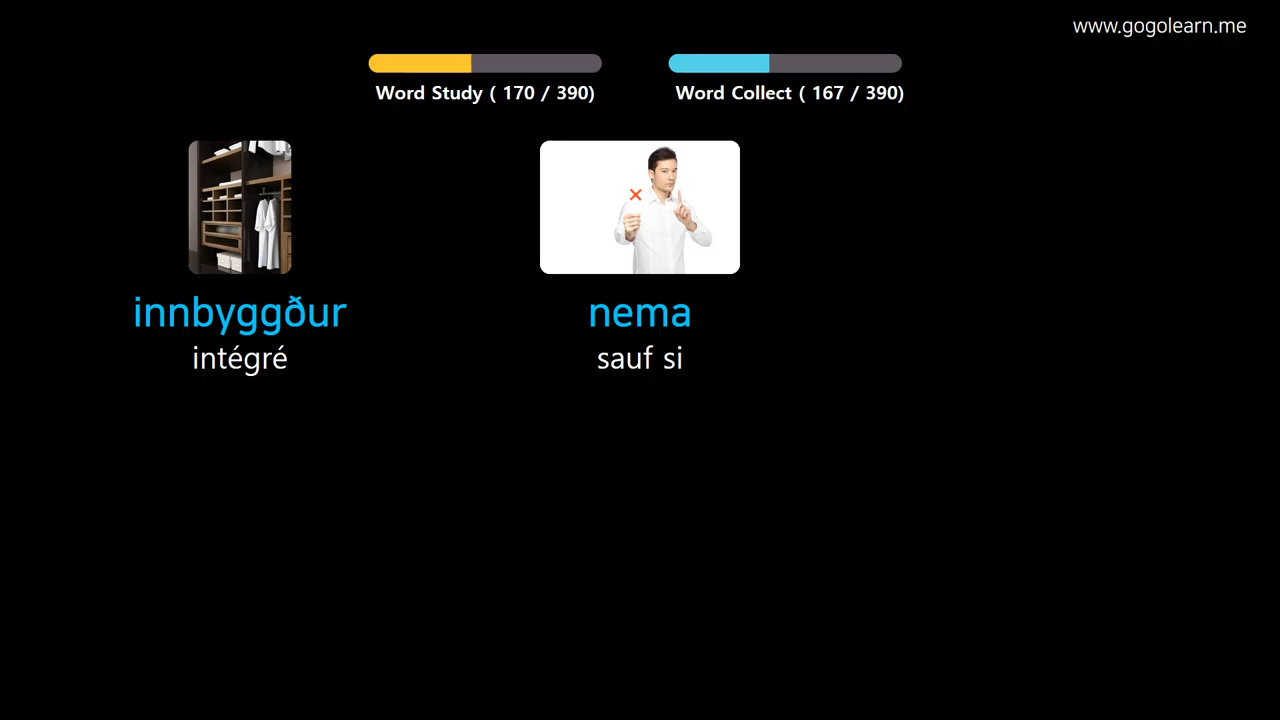 www.gogolearn.me
Word Study ( 170 / 390)
Word Collect ( 167 / 390)
innbyggður
intégré
nema
sauf si